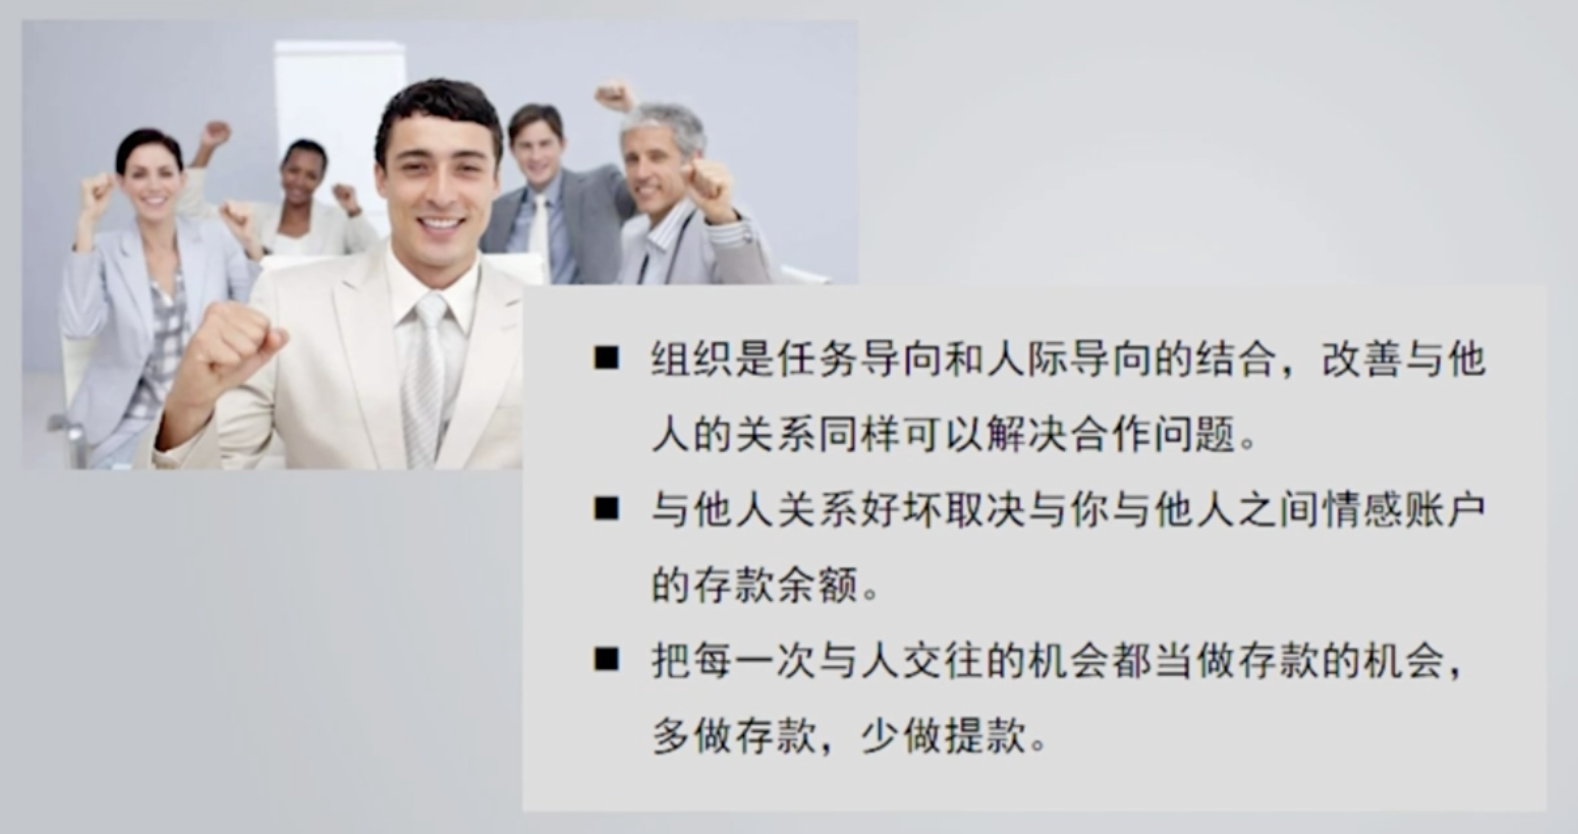 ■ 组织是任务导向和人际导向的结合，改善与他
人的关系同样可以解决合作问题。
■ 与他人关系好坏取决与你与他人之间情感账户
的存款余额。
■ 把每一次与人交往的机会都当做存款的机会，
多做存款，少做提款。